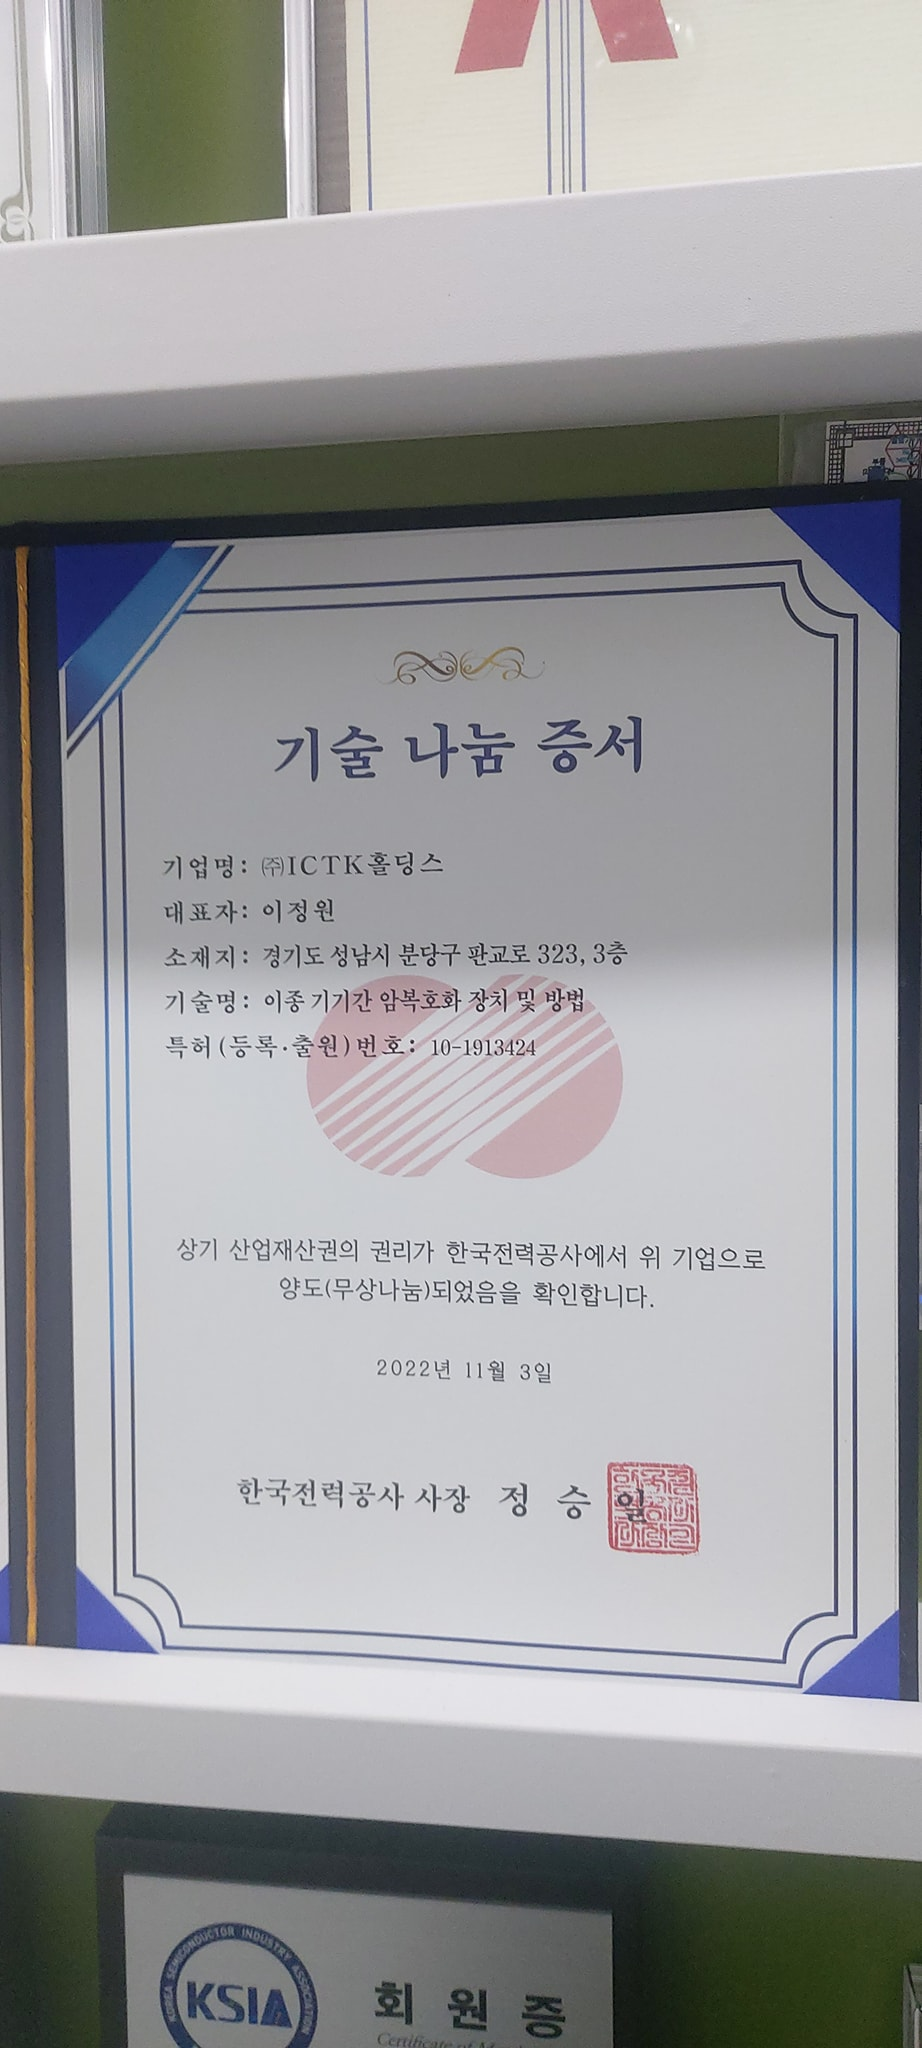 기술 나눔 증서
기업명: ㈜ICTK홀딩스
대표자: 이정원
소재지: 경기도 성남시 분당구 판교로 323, 3층
기술명: 이종 기기간 암복호화 장치 및 방법
특허(등록·출원)번호: 10-1913424
상기 산업재산권의 권리가 한국전력공사에서 위 기업으로
양도(무상나눔)되었음을 확인합니다.
2022년 11월 3일
한국전력공사 사장 정 승 일
KOREA SEMICONDUCTOR INDUSTRY ASSOCIATION
KSIA
회 원 증
Certificate of